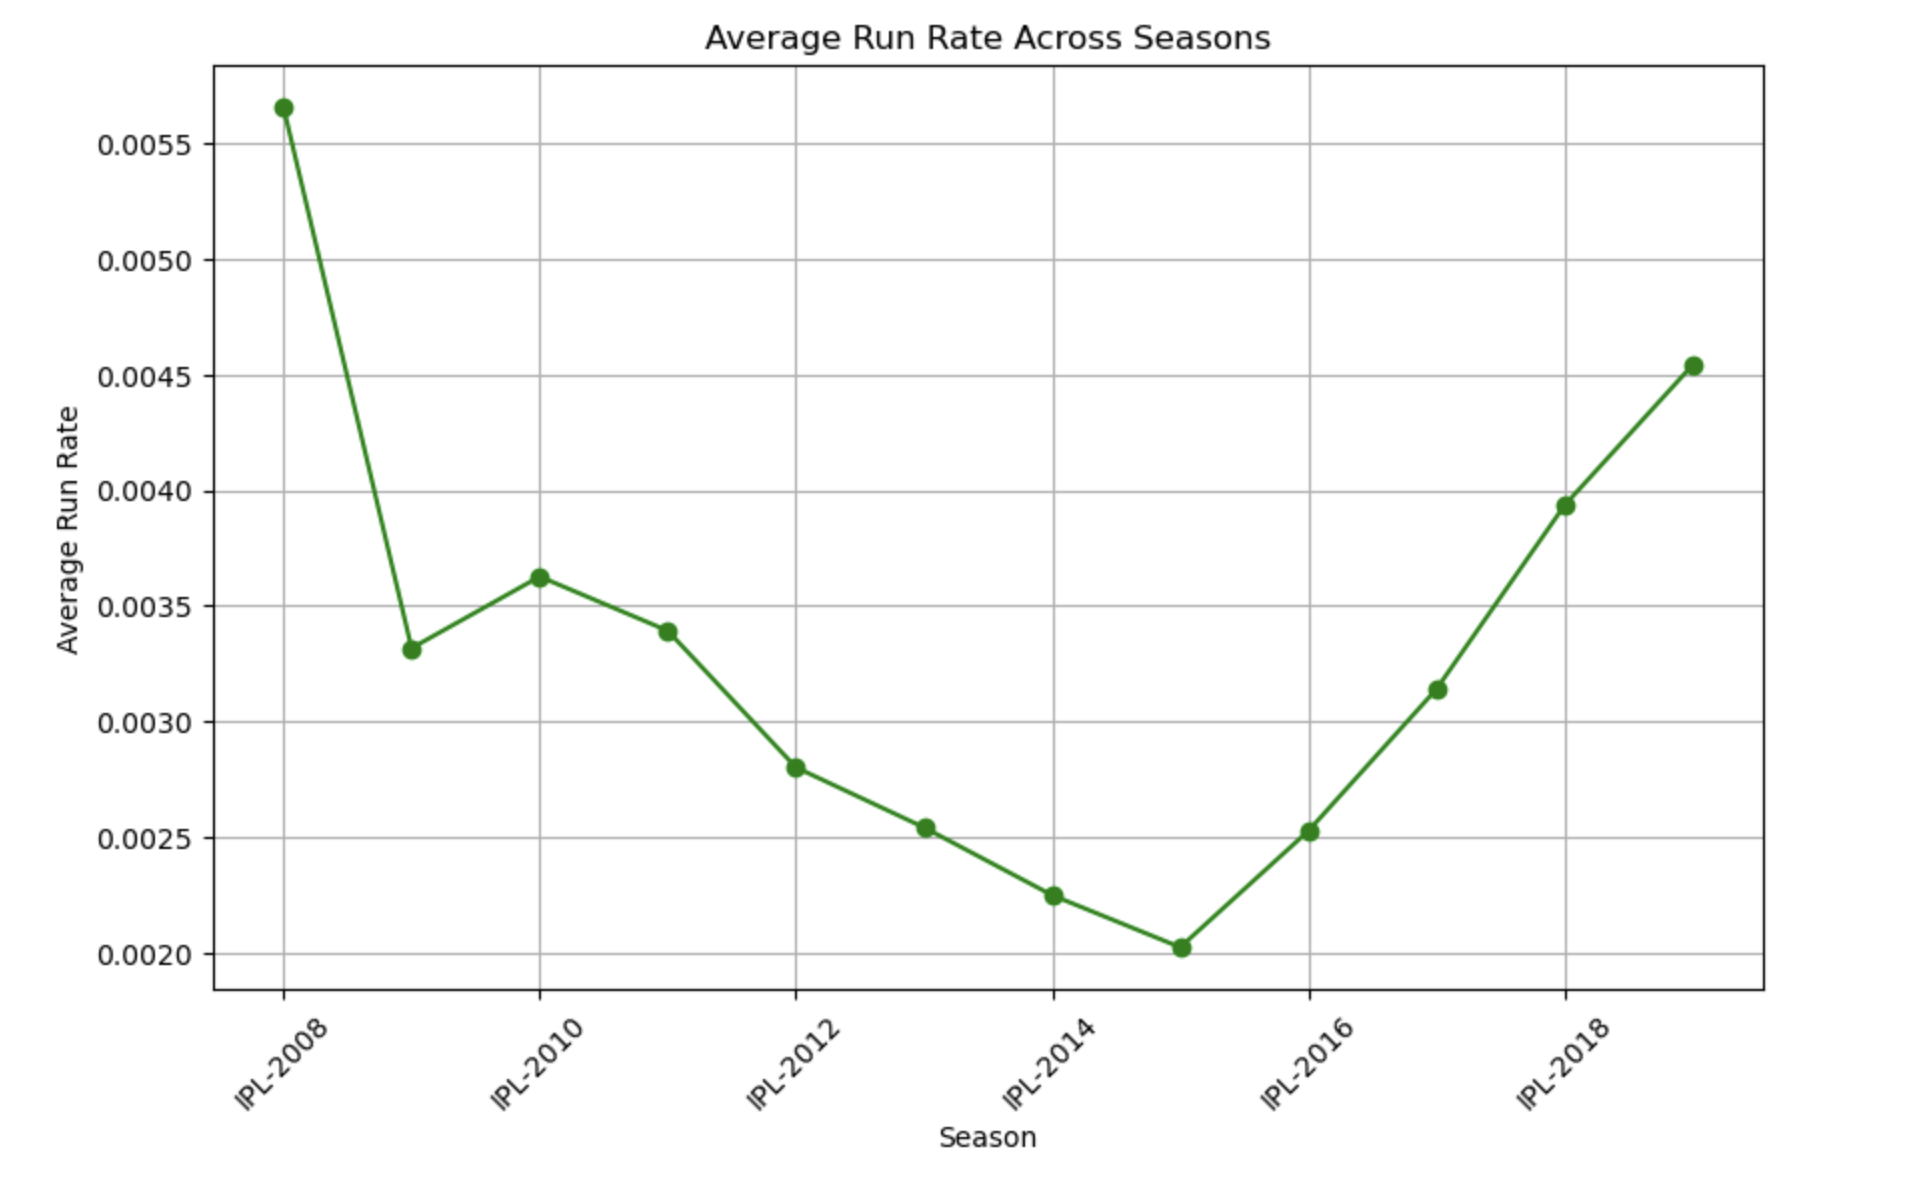 Average Run Rate Across Seasons
Average Run Rate
0.0055
0.0050
0.0045
0.0040
0.0035
0.0030
0.0025
0.0020
IPL-2008
IPL-2010
IPL-2012
IPL-2014
IPL-2016
IPL-2018
Season